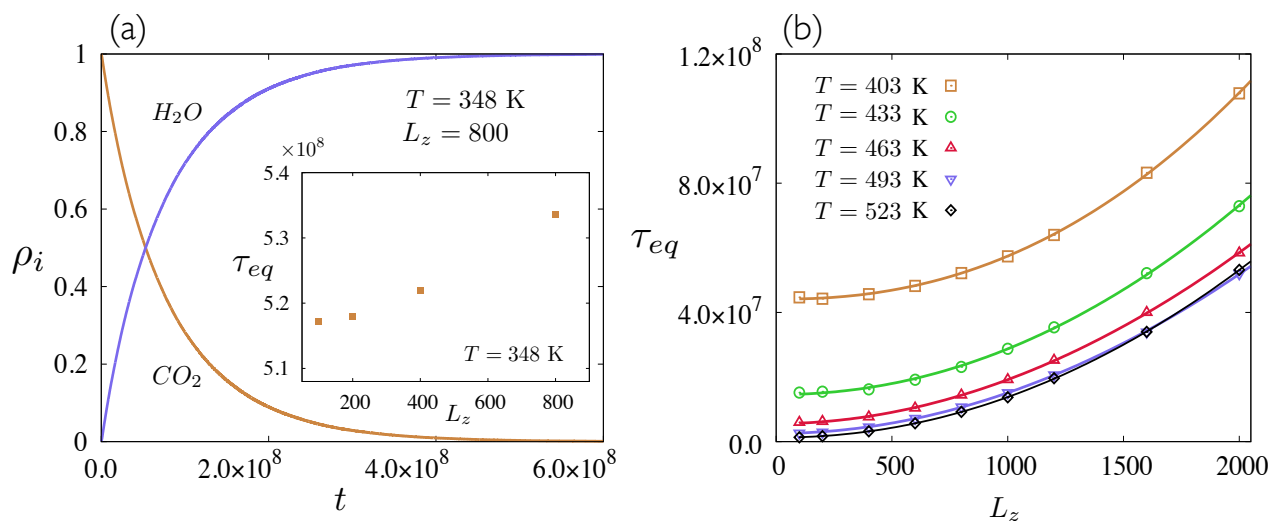 (a)
1
0.8
0.6
0.4
0.2
0
ρᵢ
H₂O
CO₂
T = 348 K
L_z = 800
×10⁸
5.4
5.3
5.2
5.1
τ_eq
T = 348 K
200 400 600 800
L_z
0.0 2.0×10⁸ 4.0×10⁸ 6.0×10⁸
t
(b)
1.2×10⁸
8.0×10⁷
4.0×10⁷
0.0
τ_eq
T = 403 K
T = 433 K
T = 463 K
T = 493 K
T = 523 K
0 500 1000 1500 2000
L_z